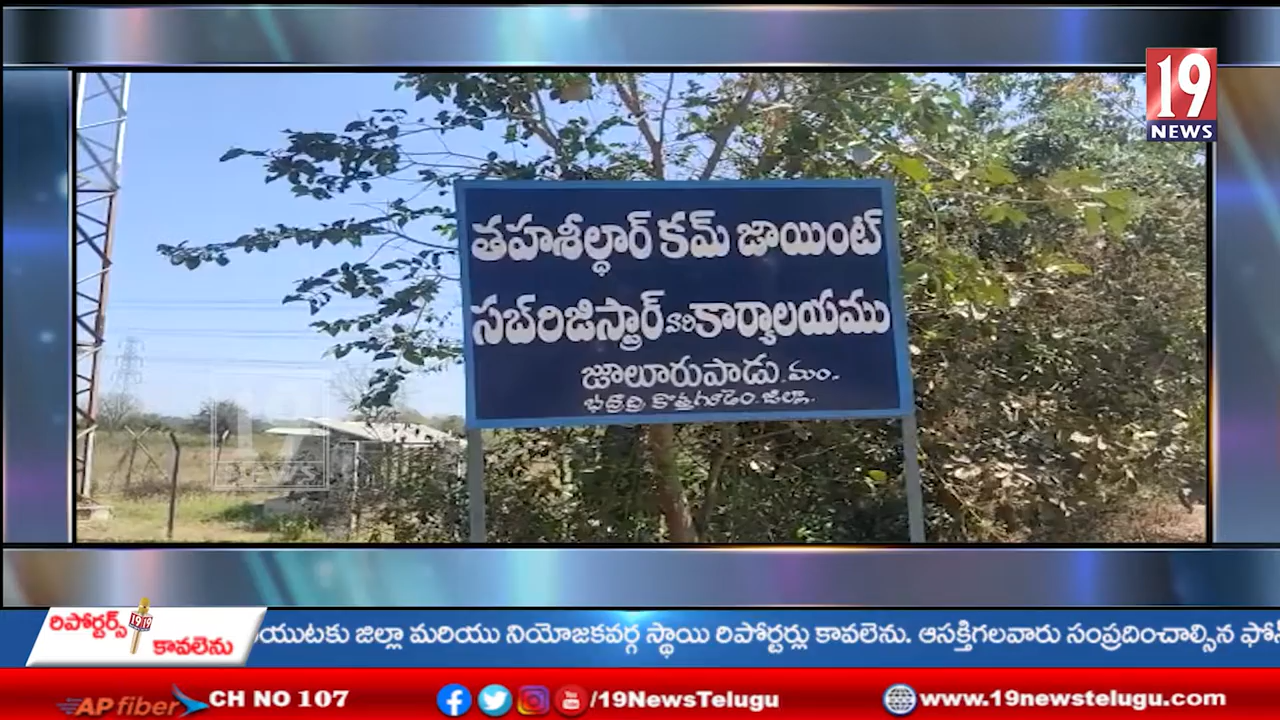 19
NEWS
తహశీల్ధార్ కమ్ జాయింట్
సబ్‌రిజిస్ట్రార్ వారి కార్యాలయము
జూలూరుపాడు. మం.
భద్రాద్రి కొత్తగూడెం. జిల్లా.
రిపోర్టర్స్
కావలెను
యుటకు జిల్లా మరియు నియోజకవర్గ స్థాయి రిపోర్టర్లు కావలెను. ఆసక్తిగలవారు సంప్రదించాల్సిన ఫోన్
AP fiber CH NO 107 /19NewsTelugu www.19newstelugu.com